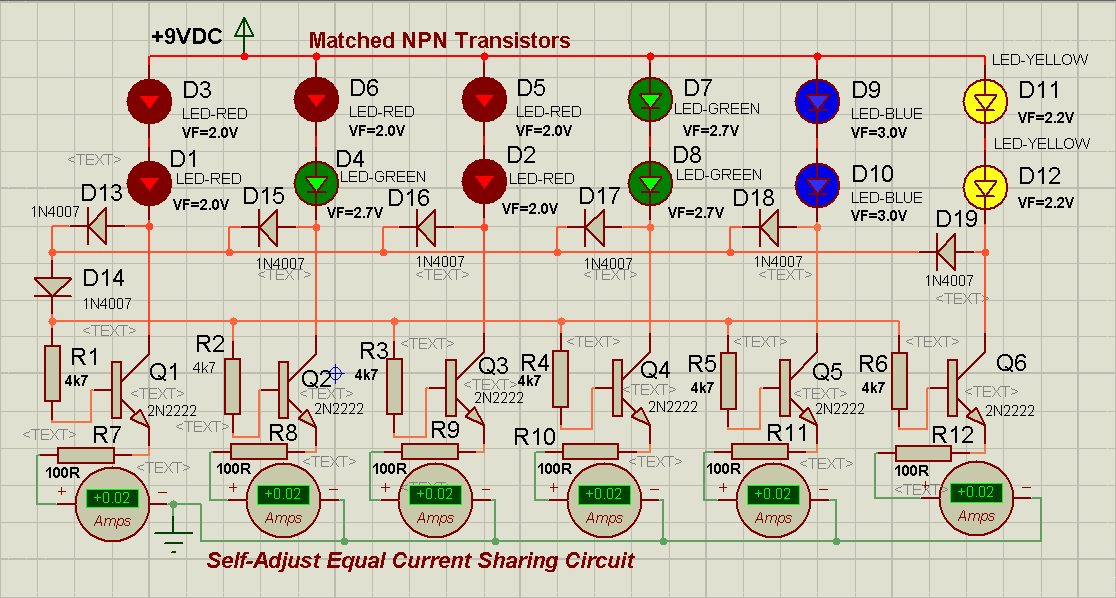 +9VDC
Matched NPN Transistors
LED-YELLOW
D3
LED-RED
VF=2.0V
D6
LED-RED
VF=2.0V
D5
LED-RED
VF=2.0V
D7
LED-GREEN
VF=2.7V
D9
LED-BLUE
VF=3.0V
D11
VF=2.2V
LED-YELLOW
<TEXT>
D1
LED-RED
VF=2.0V
D4
LED-GREEN
VF=2.7V
D2
LED-RED
VF=2.0V
D8
LED-GREEN
VF=2.7V
D10
LED-BLUE
VF=3.0V
D12
VF=2.2V
D13
1N4007
D15
1N4007
<TEXT>
D16
1N4007
<TEXT>
D17
1N4007
<TEXT>
D18
1N4007
<TEXT>
D19
1N4007
<TEXT>
D14
1N4007
<TEXT>
R1
4k7
<TEXT>
Q1
<TEXT>
2N2222
R2
4k7
<TEXT>
Q2
<TEXT>
2N2222
R3
4k7
<TEXT>
Q3
<TEXT>
2N2222
R4
4k7
<TEXT>
Q4
<TEXT>
2N2222
R5
4k7
<TEXT>
Q5
<TEXT>
2N2222
R6
4k7
<TEXT>
Q6
<TEXT>
2N2222
R7
100R
<TEXT>
R8
100R
<TEXT>
R9
100R
<TEXT>
R10
100R
<TEXT>
R11
100R
<TEXT>
R12
100R
<TEXT>
+ −
+0.02
Amps
+ −
+0.02
Amps
+ −
+0.02
Amps
+ −
+0.02
Amps
+ −
+0.02
Amps
+ −
+0.02
Amps
Self-Adjust Equal Current Sharing Circuit